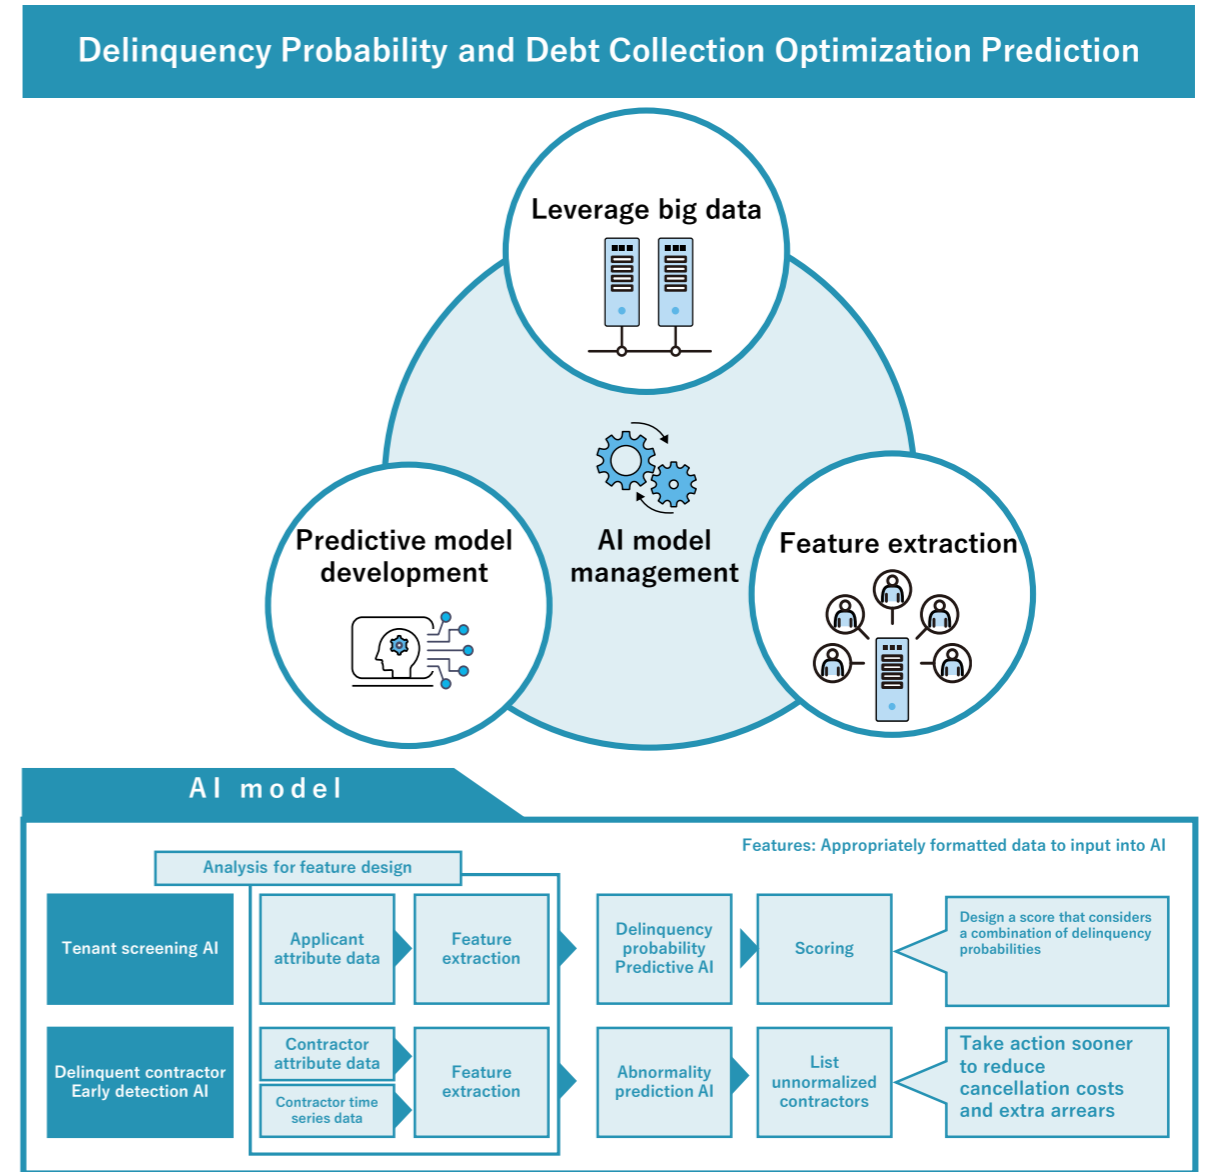 Delinquency Probability and Debt Collection Optimization Prediction
Leverage big data
Predictive model
development
AI model
management
Feature extraction
AI model
Features: Appropriately formatted data to input into AI
Analysis for feature design
Tenant screening AI
Applicant
attribute data
Feature
extraction
Delinquency
probability
Predictive AI
Scoring
Design a score that considers
a combination of delinquency
probabilities
Delinquent contractor
Early detection AI
Contractor
attribute data
Contractor time
series data
Feature
extraction
Abnormality
prediction AI
List
unnormalized
contractors
Take action sooner
to reduce
cancellation costs
and extra arrears